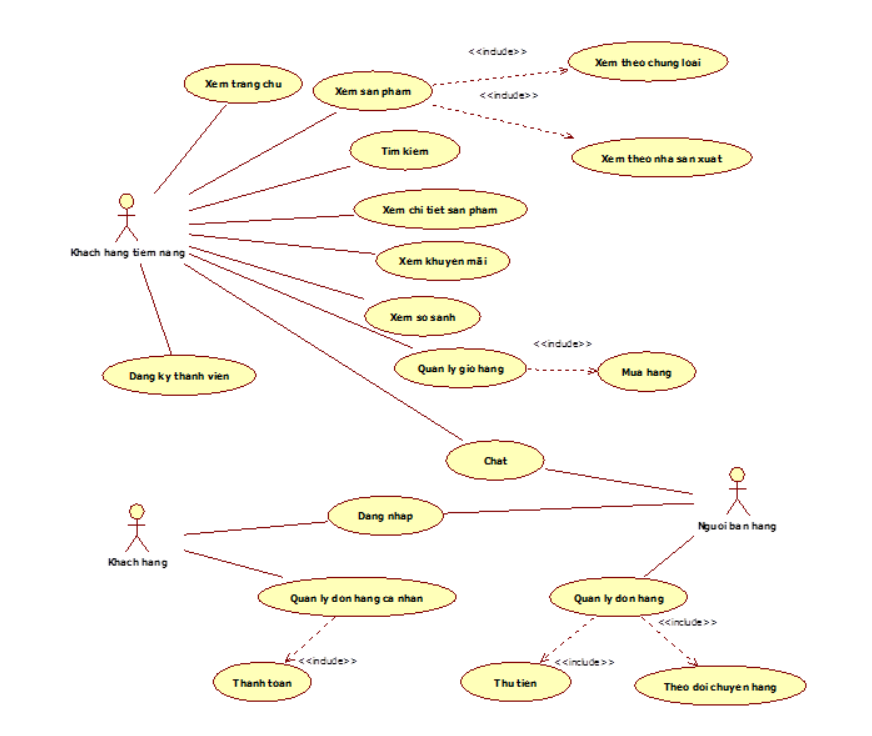 <<include>>
Xem theo chung loai
Xem trang chu
Xem san pham
<<include>>
Tim kiem
Xem theo nha san xuat
Xem chi tiet san pham
Khach hang tiem nang
Xem khuyen mãi
Xem so sanh
<<include>>
Dang ky thanh vien
Quan ly gio hang
Mua hang
Chat
Dang nhap
Nguoi ban hang
Khach hang
Quan ly don hang ca nhan
Quan ly don hang
<<include>>
<<include>>
<<include>>
Thanh toan
Thu tien
Theo doi chuyen hang